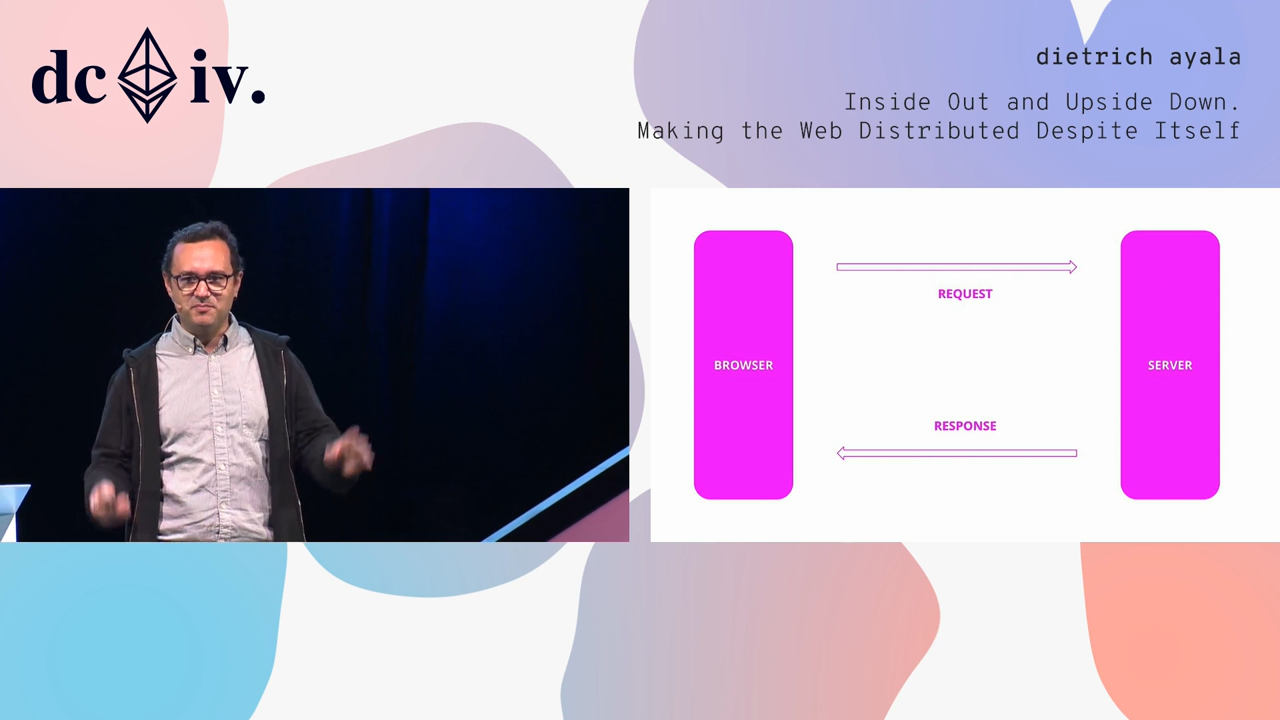 dc iv.
dietrich ayala
Inside Out and Upside Down.
Making the Web Distributed Despite Itself
REQUEST
BROWSER
SERVER
RESPONSE